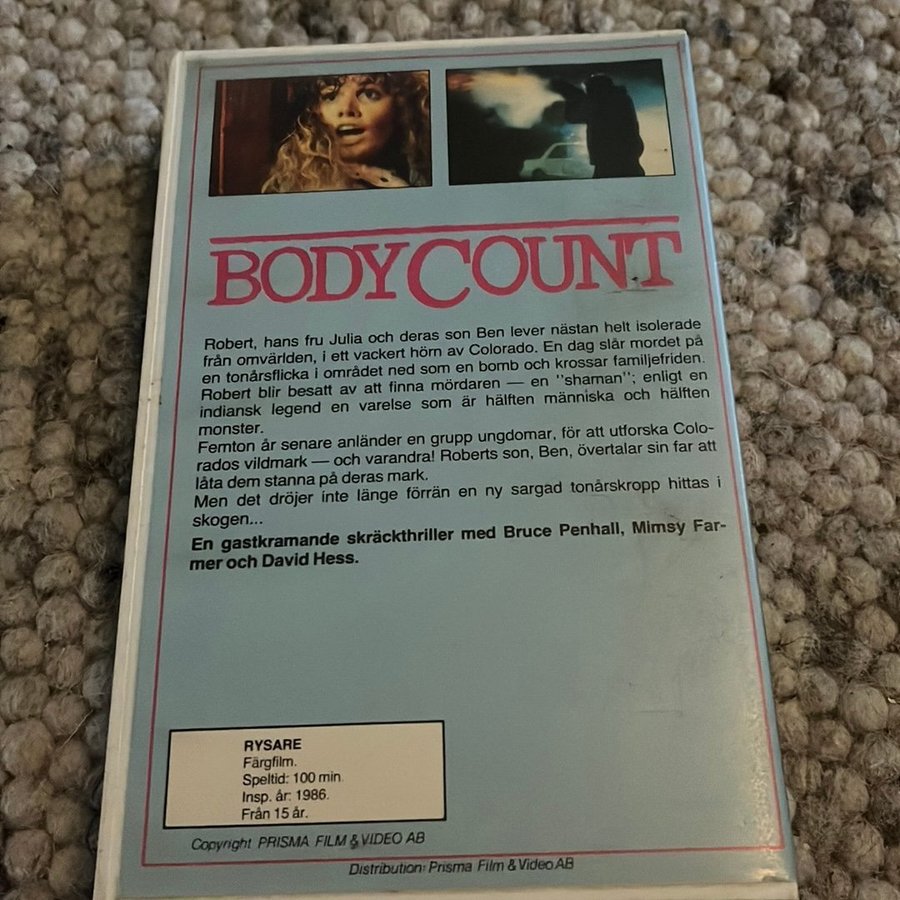 BODYCOUNT
Robert, hans fru Julia och deras son Ben lever nästan helt isolerade
från omvärlden, i ett vackert hörn av Colorado. En dag slår mordet på
en tonårsflicka i området ned som en bomb och krossar familjefriden.
Robert blir besatt av att finna mördaren — en "shaman"; enligt en
indiansk legend en varelse som är hälften människa och hälften
monster.
Femton år senare anländer en grupp ungdomar, för att utforska Colo-
rados vildmark — och varandra! Roberts son, Ben, övertalar sin far att
låta dem stanna på deras mark.
Men det dröjer inte länge förrän en ny sargad tonårskropp hittas i
skogen...
En gastkramande skräckthriller med Bruce Penhall, Mimsy Far-
mer och David Hess.
RYSARE
Färgfilm.
Speltid: 100 min.
Insp. år: 1986.
Från 15 år.
Copyright PRISMA FILM & VIDEO AB
Distribution: Prisma Film & Video AB